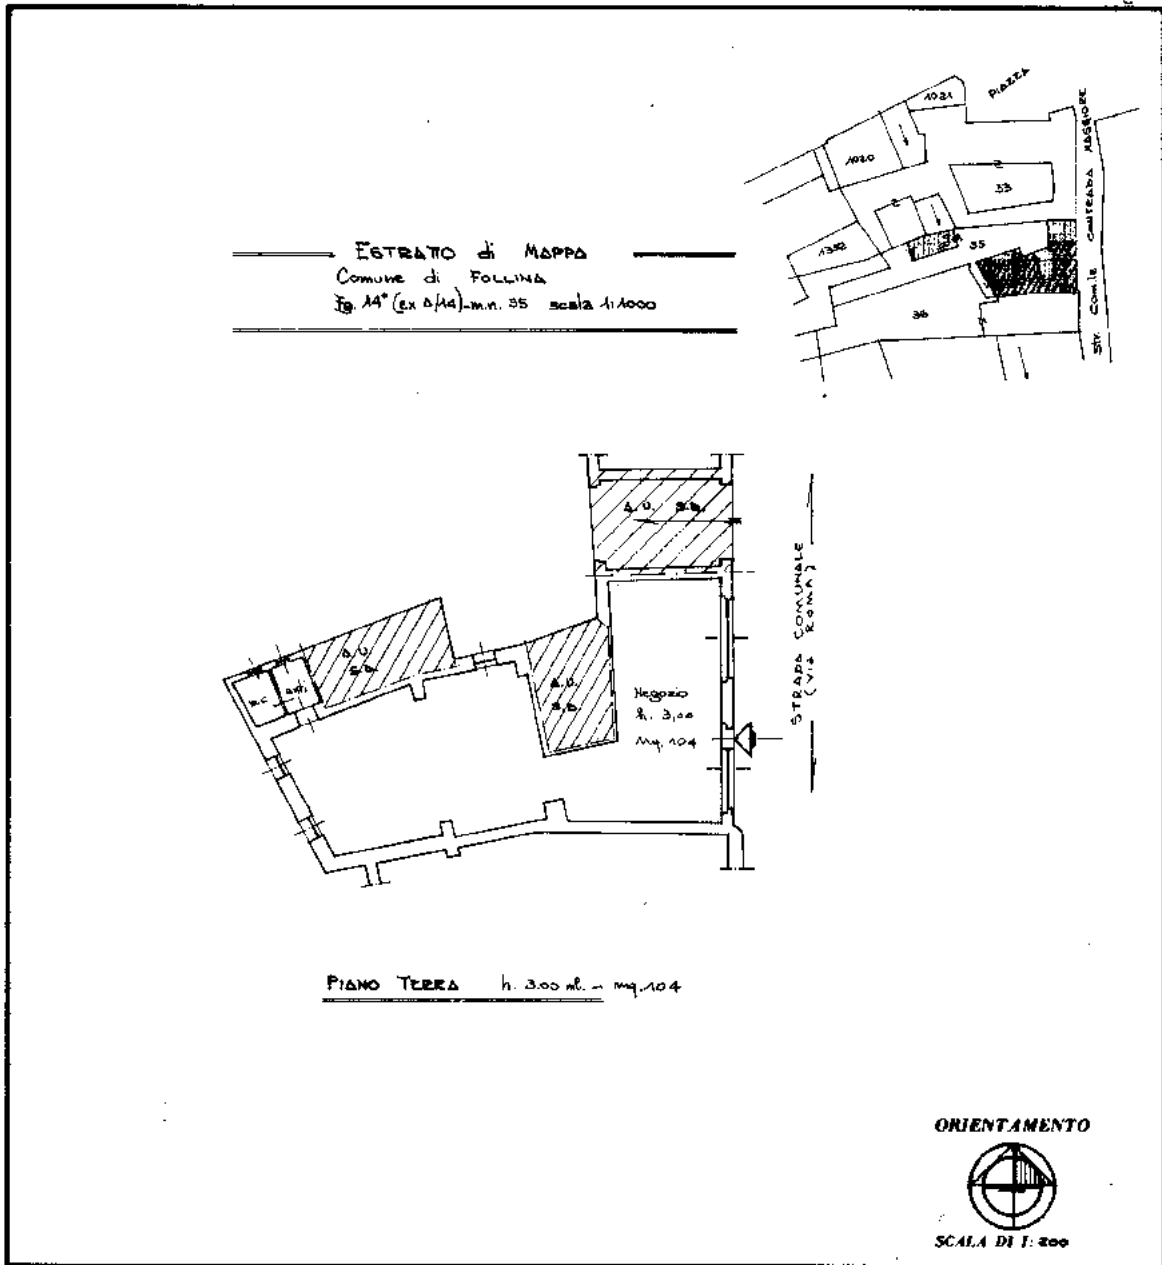 PIAZZA
1021
1020
33
1352
35
36
Str. Com.le CONTRADA MAGGIORE
ESTRATTO di MAPPA
Comune di FOLLINA
Fg. 14° (ex A/14)-m.n. 35 scala 1:1000
A.U. S.D.
STRADA COMUNALE
(VIA ROMA)
A.U.
S.D.
A.U.
S.D.
w.c.
ant.
Negozio
h. 3,00
Mq. 104
PIANO TERRA h. 3.00 ml. - mq. 104
ORIENTAMENTO
SCALA DI 1: 200